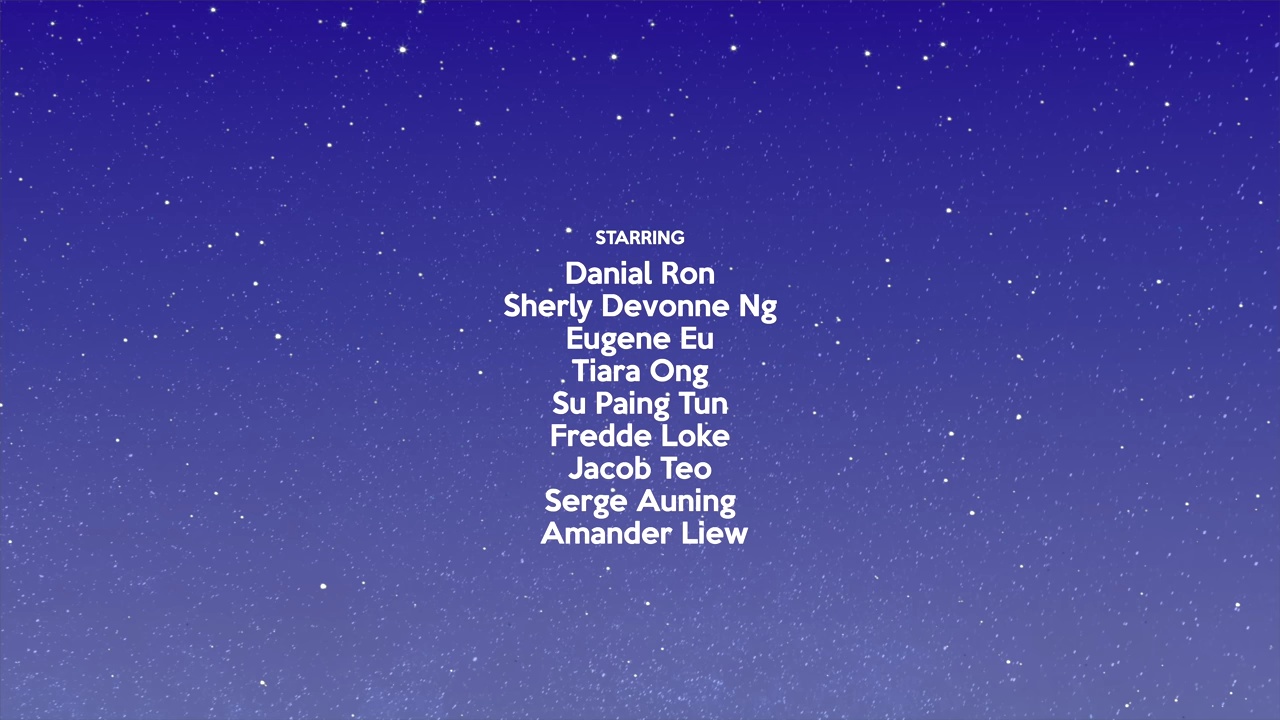 STARRING
Danial Ron
Sherly Devonne Ng
Eugene Eu
Tiara Ong
Su Paing Tun
Fredde Loke
Jacob Teo
Serge Auning
Amander Liew